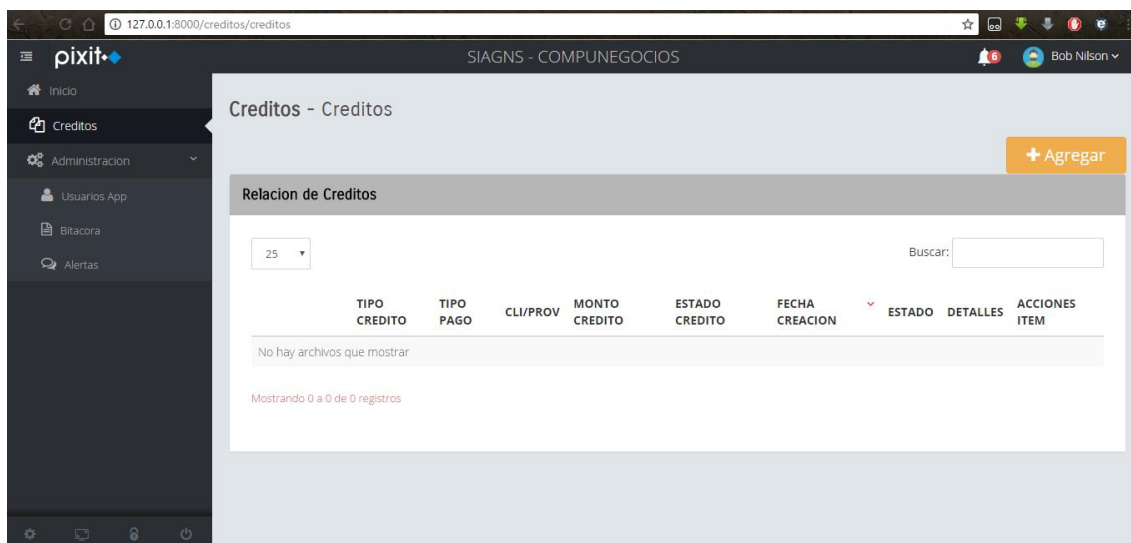 127.0.0.1:8000/creditos/creditos
pixit
SIAGNS - COMPUNEGOCIOS
6
Bob Nilson
Inicio
Creditos
Administracion
Usuarios App
Bitacora
Alertas
Creditos - Creditos
+ Agregar
Relacion de Creditos
25
Buscar:
TIPO CREDITO
TIPO PAGO
CLI/PROV
MONTO CREDITO
ESTADO CREDITO
FECHA CREACION
ESTADO
DETALLES
ACCIONES ITEM
No hay archivos que mostrar
Mostrando 0 a 0 de 0 registros